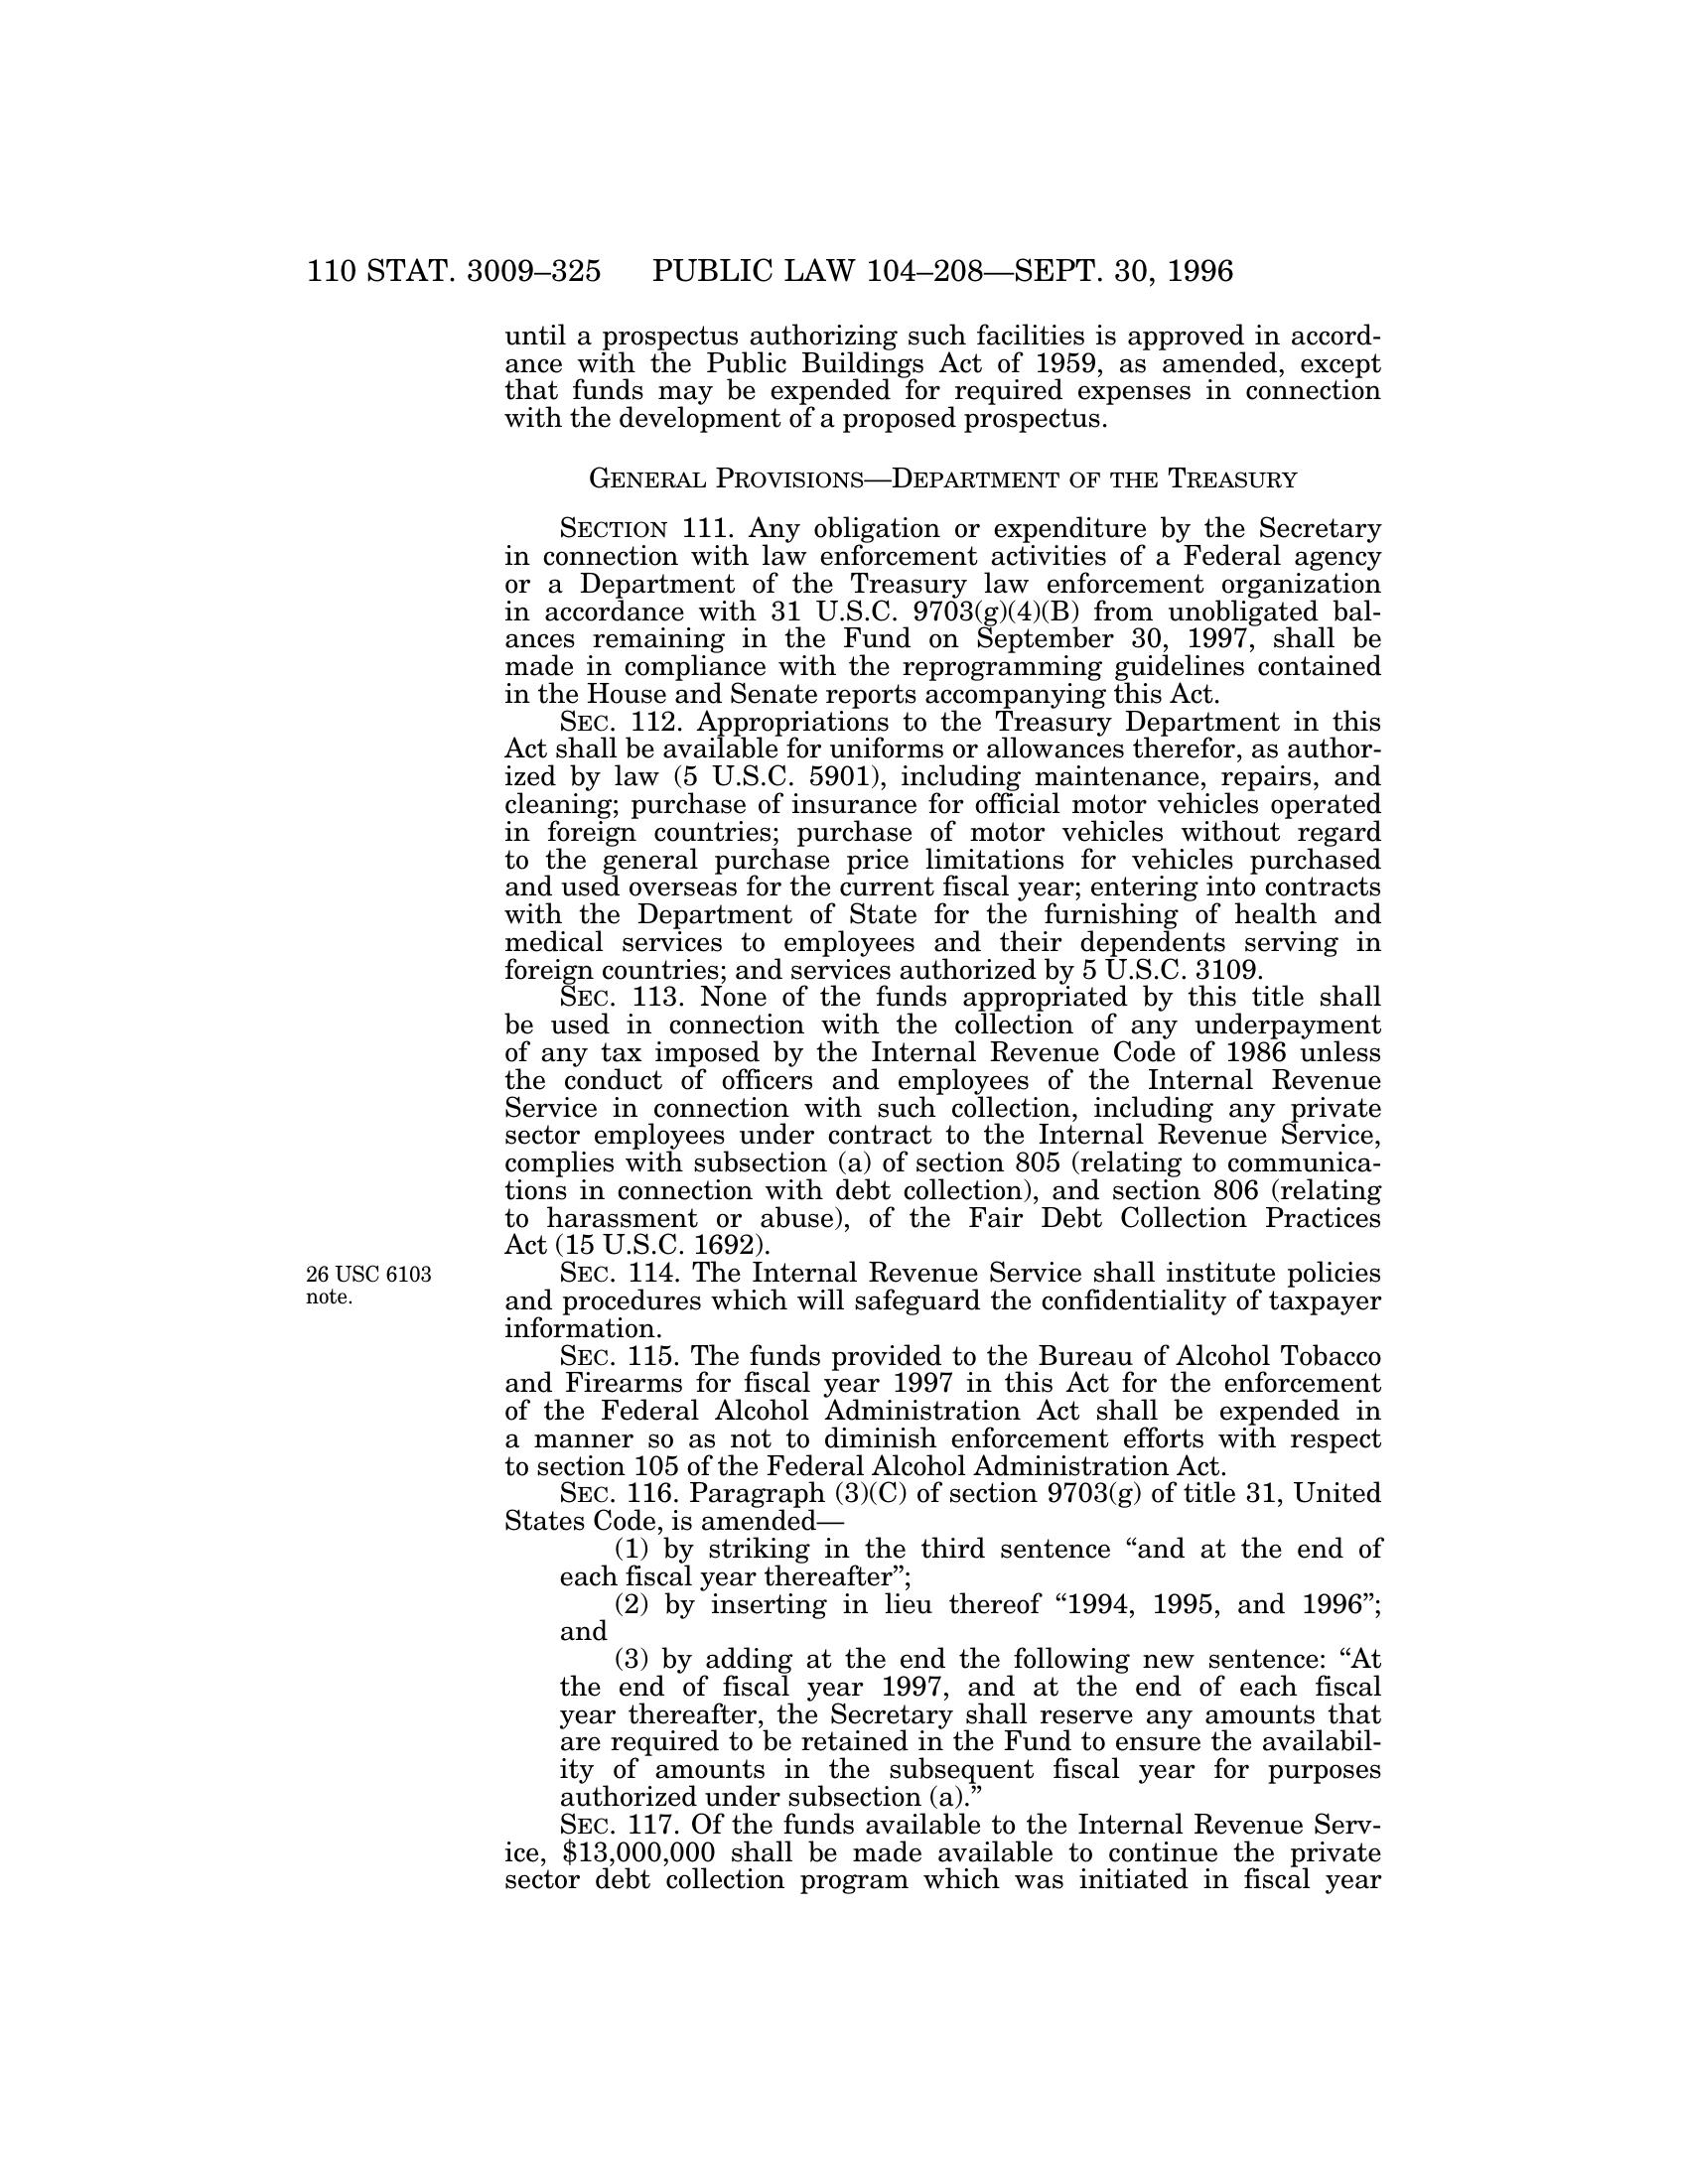 110 STAT. 3009–325 PUBLIC LAW 104–208—SEPT. 30, 1996
until a prospectus authorizing such facilities is approved in accord-
ance with the Public Buildings Act of 1959, as amended, except
that funds may be expended for required expenses in connection
with the development of a proposed prospectus.
GENERAL PROVISIONS—DEPARTMENT OF THE TREASURY
SECTION 111. Any obligation or expenditure by the Secretary
in connection with law enforcement activities of a Federal agency
or a Department of the Treasury law enforcement organization
in accordance with 31 U.S.C. 9703(g)(4)(B) from unobligated bal-
ances remaining in the Fund on September 30, 1997, shall be
made in compliance with the reprogramming guidelines contained
in the House and Senate reports accompanying this Act.
SEC. 112. Appropriations to the Treasury Department in this
Act shall be available for uniforms or allowances therefor, as author-
ized by law (5 U.S.C. 5901), including maintenance, repairs, and
cleaning; purchase of insurance for official motor vehicles operated
in foreign countries; purchase of motor vehicles without regard
to the general purchase price limitations for vehicles purchased
and used overseas for the current fiscal year; entering into contracts
with the Department of State for the furnishing of health and
medical services to employees and their dependents serving in
foreign countries; and services authorized by 5 U.S.C. 3109.
SEC. 113. None of the funds appropriated by this title shall
be used in connection with the collection of any underpayment
of any tax imposed by the Internal Revenue Code of 1986 unless
the conduct of officers and employees of the Internal Revenue
Service in connection with such collection, including any private
sector employees under contract to the Internal Revenue Service,
complies with subsection (a) of section 805 (relating to communica-
tions in connection with debt collection), and section 806 (relating
to harassment or abuse), of the Fair Debt Collection Practices
Act (15 U.S.C. 1692).
26 USC 6103
note.
SEC. 114. The Internal Revenue Service shall institute policies
and procedures which will safeguard the confidentiality of taxpayer
information.
SEC. 115. The funds provided to the Bureau of Alcohol Tobacco
and Firearms for fiscal year 1997 in this Act for the enforcement
of the Federal Alcohol Administration Act shall be expended in
a manner so as not to diminish enforcement efforts with respect
to section 105 of the Federal Alcohol Administration Act.
SEC. 116. Paragraph (3)(C) of section 9703(g) of title 31, United
States Code, is amended—
(1) by striking in the third sentence “and at the end of
each fiscal year thereafter”;
(2) by inserting in lieu thereof “1994, 1995, and 1996”;
and
(3) by adding at the end the following new sentence: “At
the end of fiscal year 1997, and at the end of each fiscal
year thereafter, the Secretary shall reserve any amounts that
are required to be retained in the Fund to ensure the availabil-
ity of amounts in the subsequent fiscal year for purposes
authorized under subsection (a).”
SEC. 117. Of the funds available to the Internal Revenue Serv-
ice, $13,000,000 shall be made available to continue the private
sector debt collection program which was initiated in fiscal year